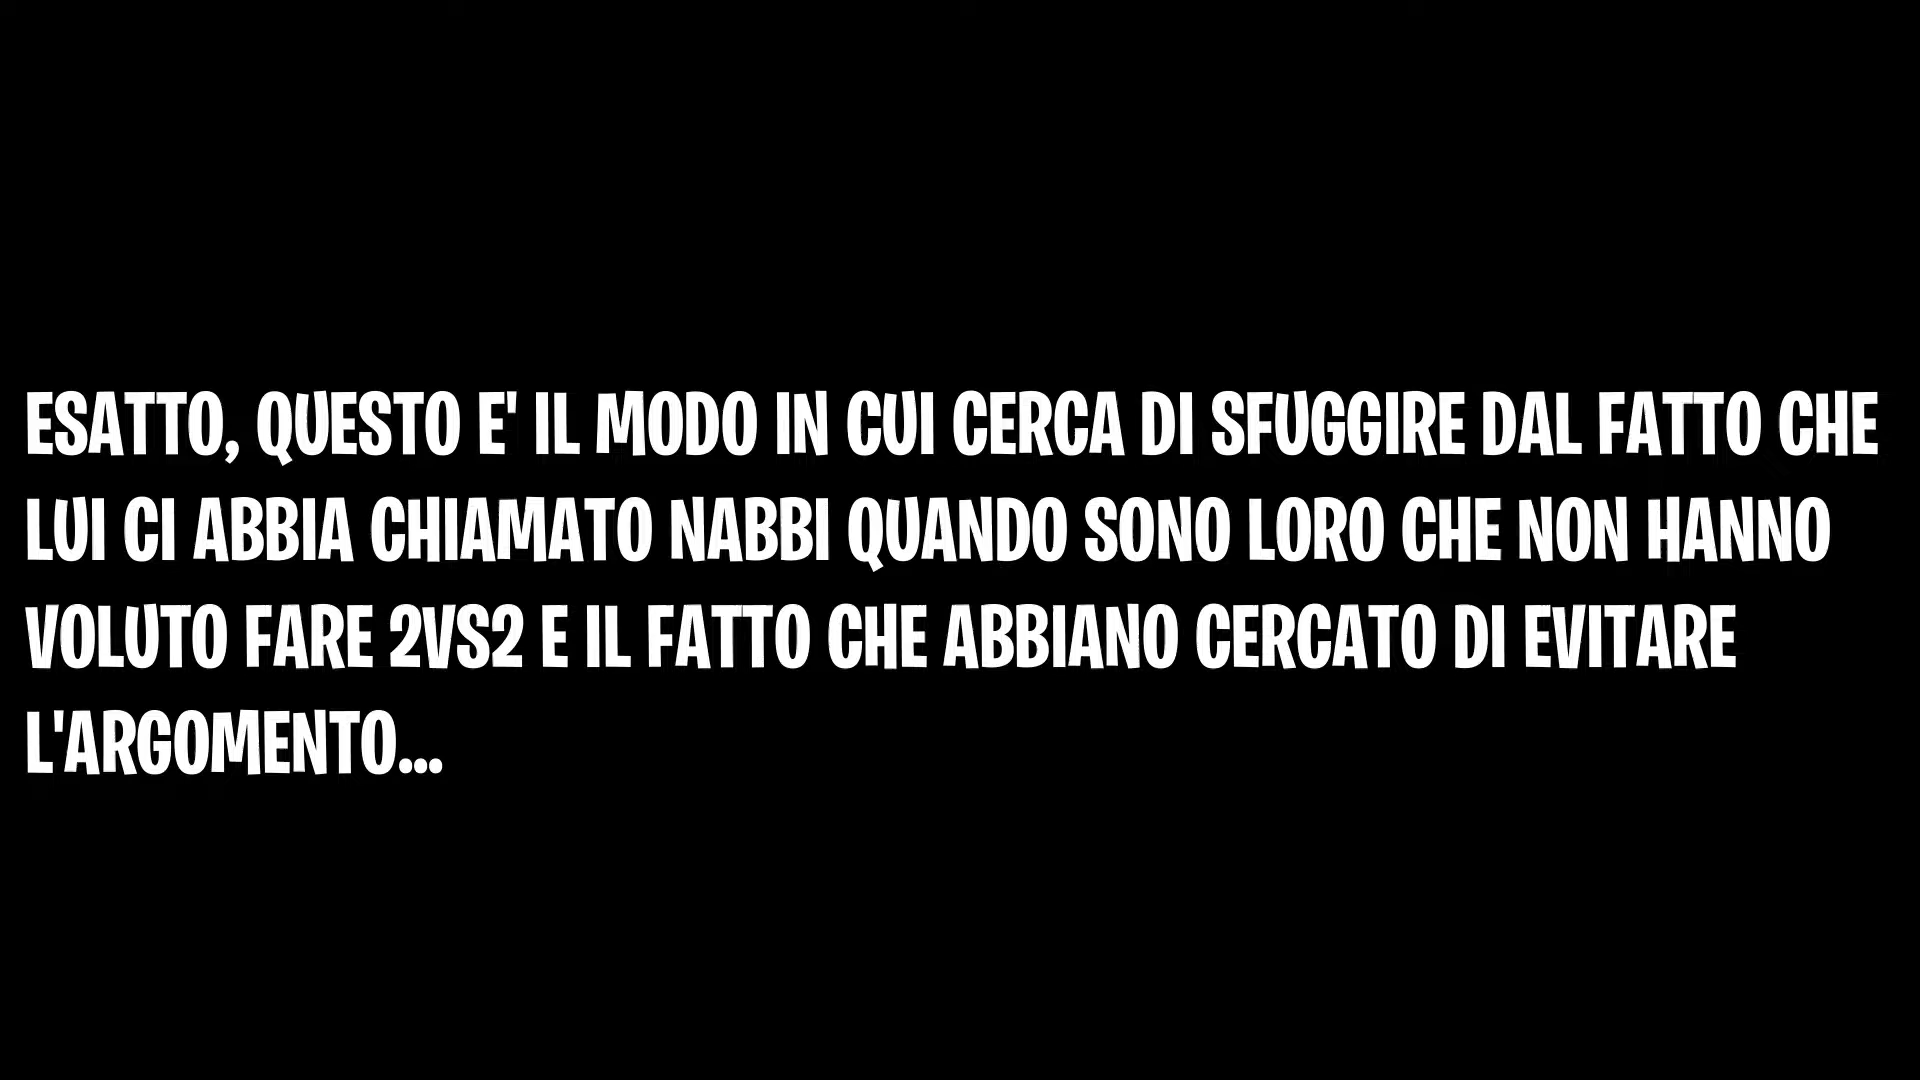 ESATTO, QUESTO E' IL MODO IN CUI CERCA DI SFUGGIRE DAL FATTO CHE
LUI CI ABBIA CHIAMATO NABBI QUANDO SONO LORO CHE NON HANNO
VOLUTO FARE 2VS2 E IL FATTO CHE ABBIANO CERCATO DI EVITARE
L'ARGOMENTO...